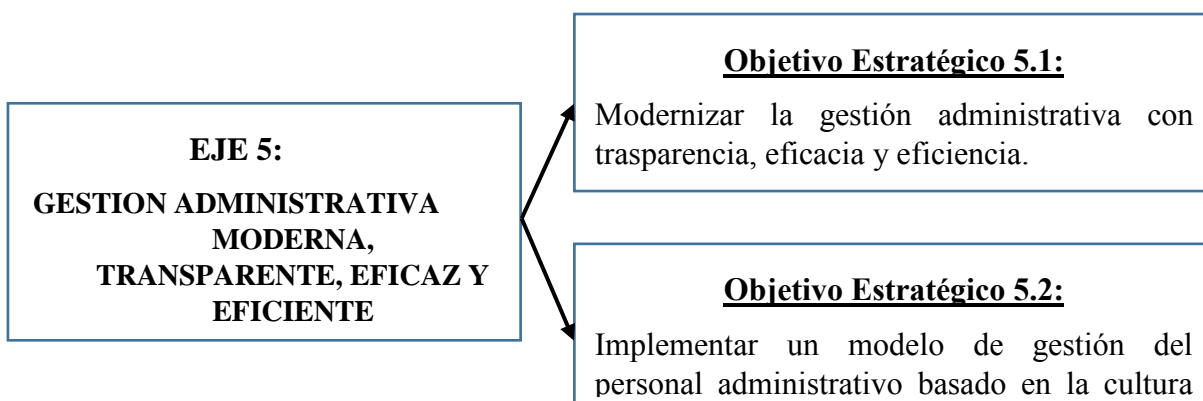 EJE 5:
GESTION ADMINISTRATIVA
MODERNA,
TRANSPARENTE, EFICAZ Y
EFICIENTE
Objetivo Estratégico 5.1:
Modernizar la gestión administrativa con
trasparencia, eficacia y eficiencia.
Objetivo Estratégico 5.2:
Implementar un modelo de gestión del
personal administrativo basado en la cultura